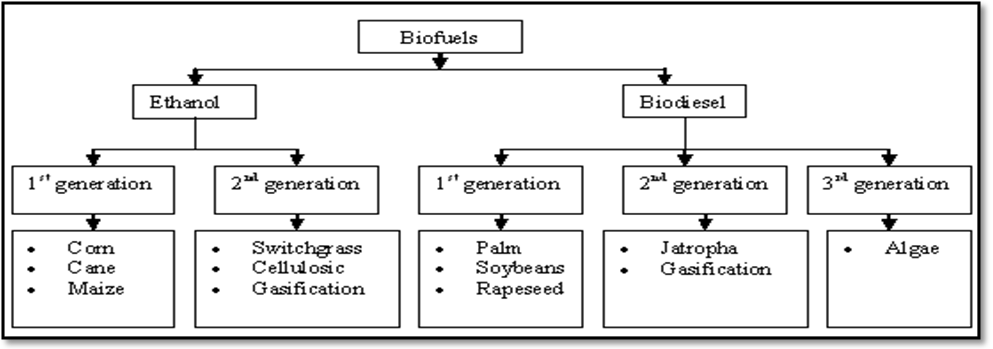 Biofuels
Ethanol
Biodiesel
1st generation
2nd generation
1st generation
2nd generation
3rd generation
• Corn
• Cane
• Maize
• Switchgrass
• Cellulosic
• Gasification
• Palm
• Soybeans
• Rapeseed
• Jatropha
• Gasification
• Algae